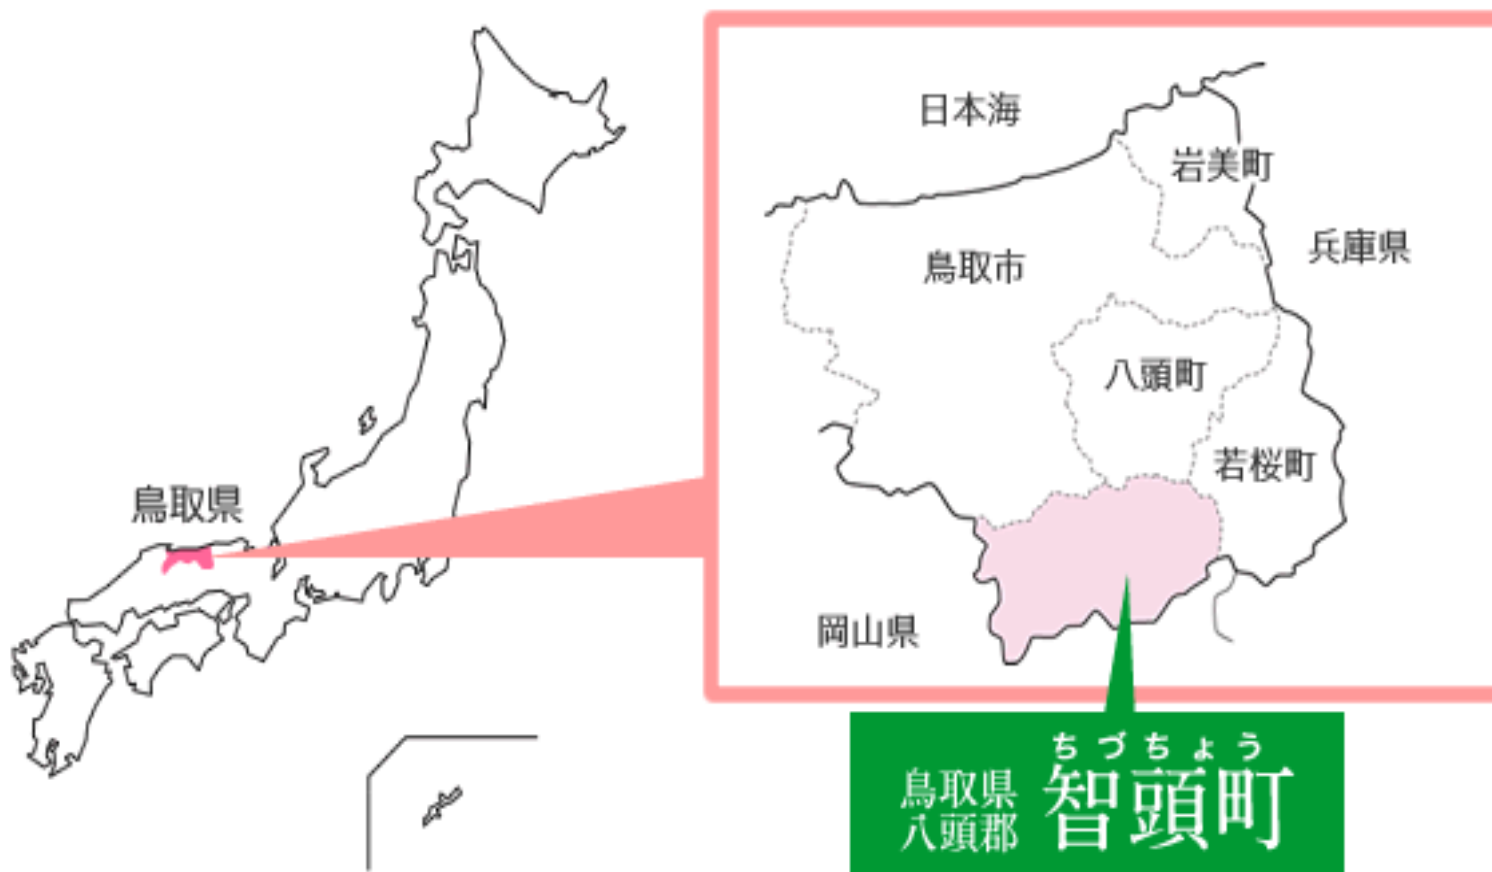 鳥取県
日本海
岩美町
兵庫県
鳥取市
八頭町
若桜町
岡山県
ちづちょう
鳥取県
八頭郡
智頭町